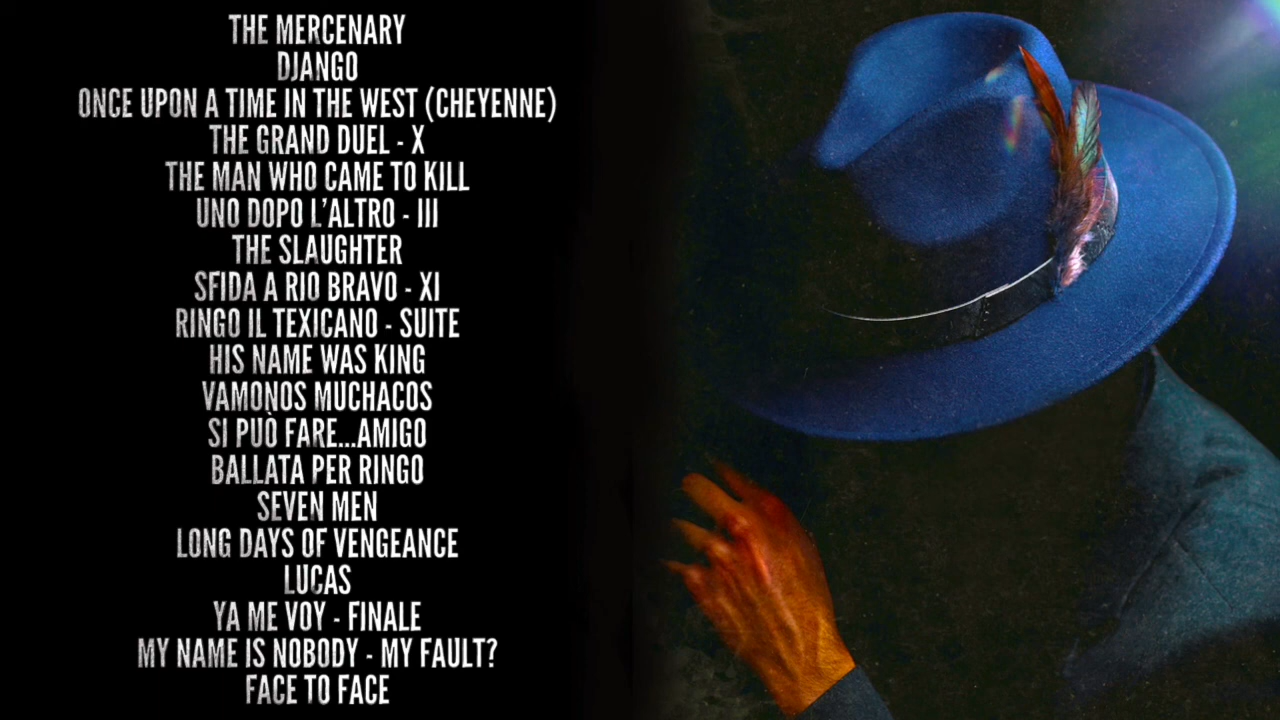 THE MERCENARY
DJANGO
ONCE UPON A TIME IN THE WEST (CHEYENNE)
THE GRAND DUEL - X
THE MAN WHO CAME TO KILL
UNO DOPO L'ALTRO - III
THE SLAUGHTER
SFIDA A RIO BRAVO - XI
RINGO IL TEXICANO - SUITE
HIS NAME WAS KING
VAMONOS MUCHACOS
SI PUÒ FARE...AMIGO
BALLATA PER RINGO
SEVEN MEN
LONG DAYS OF VENGEANCE
LUCAS
YA ME VOY - FINALE
MY NAME IS NOBODY - MY FAULT?
FACE TO FACE